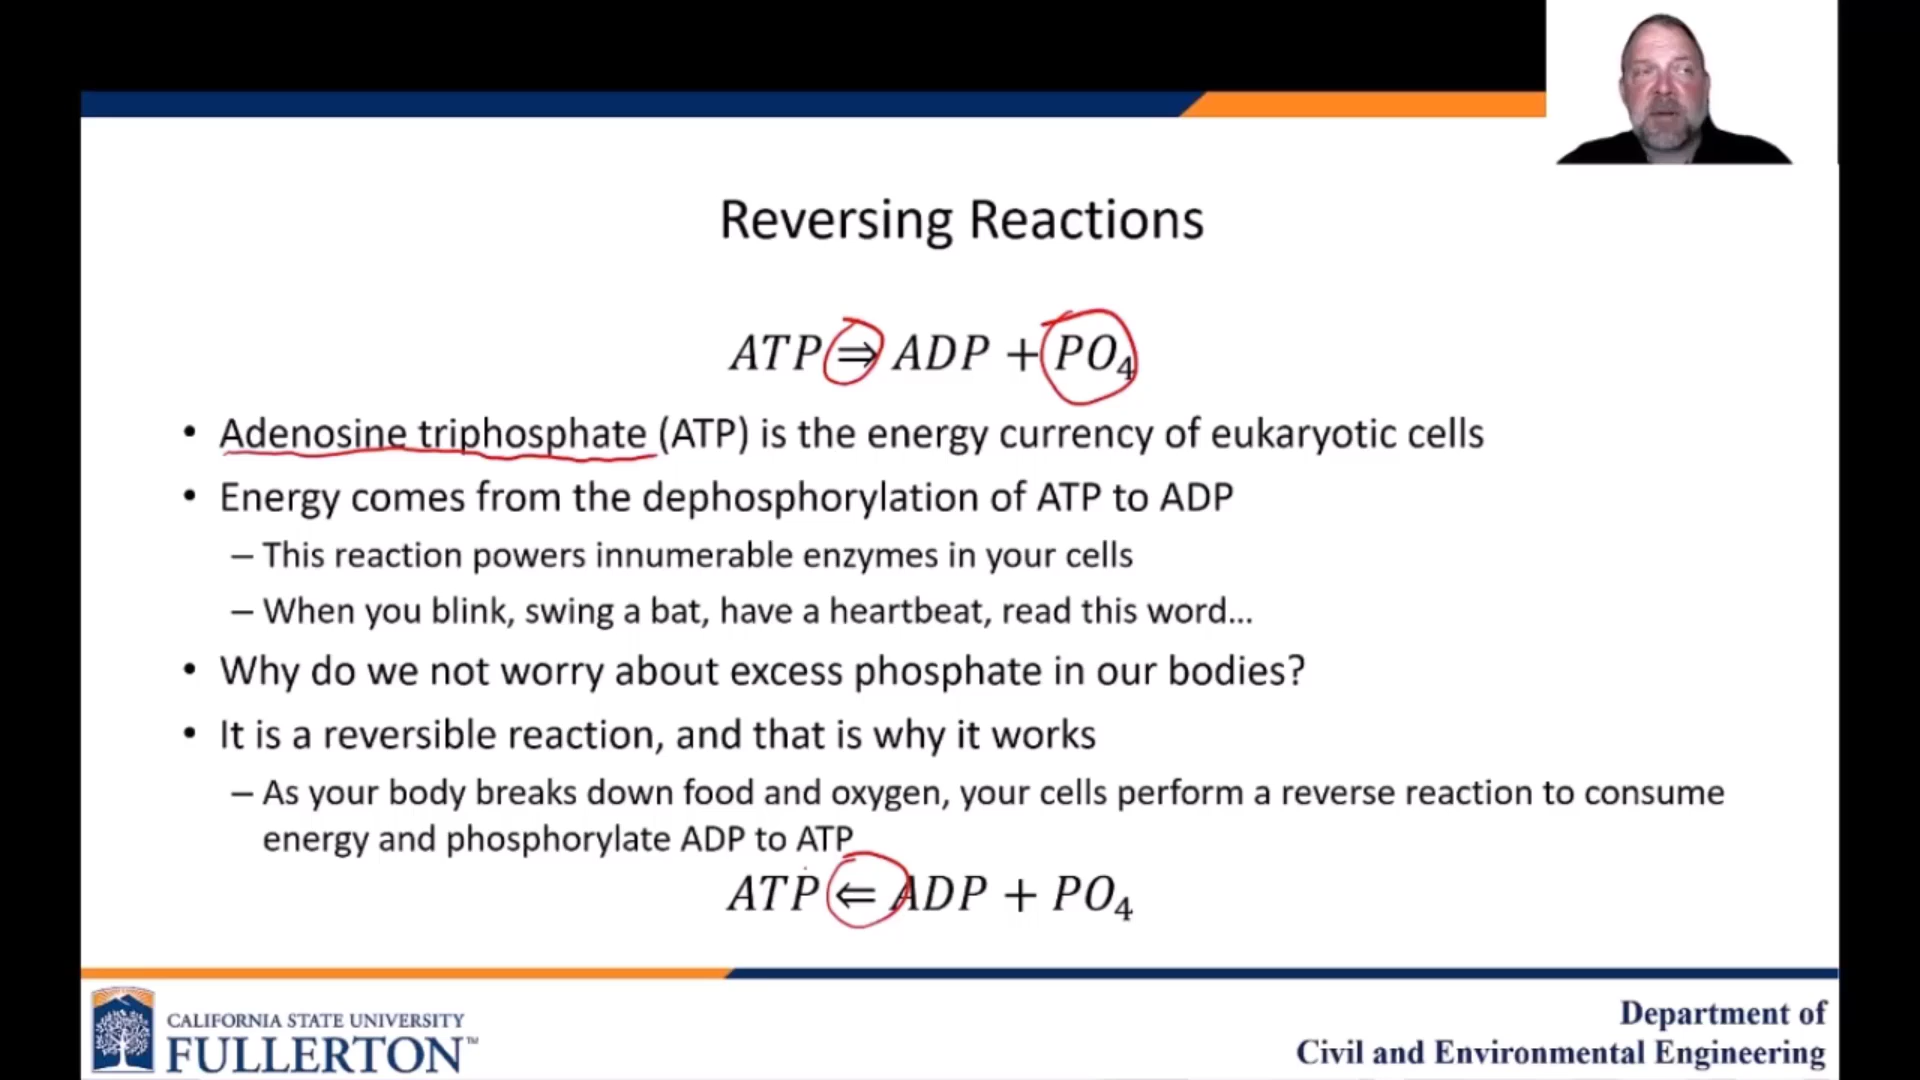 Reversing Reactions
ATP ⇒ ADP + PO₄
• Adenosine triphosphate (ATP) is the energy currency of eukaryotic cells
• Energy comes from the dephosphorylation of ATP to ADP
– This reaction powers innumerable enzymes in your cells
– When you blink, swing a bat, have a heartbeat, read this word...
• Why do we not worry about excess phosphate in our bodies?
• It is a reversible reaction, and that is why it works
– As your body breaks down food and oxygen, your cells perform a reverse reaction to consume
energy and phosphorylate ADP to ATP
ATP ⇐ ADP + PO₄
CALIFORNIA STATE UNIVERSITY
FULLERTON™
Department of
Civil and Environmental Engineering